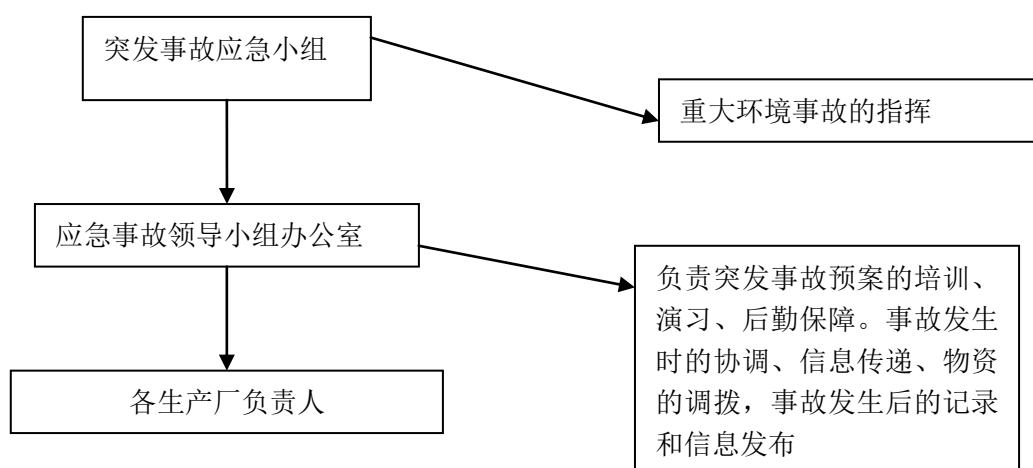 突发事故应急小组
重大环境事故的指挥
应急事故领导小组办公室
负责突发事故预案的培训、
演习、后勤保障。事故发生
时的协调、信息传递、物资
的调拨，事故发生后的记录
和信息发布
各生产厂负责人